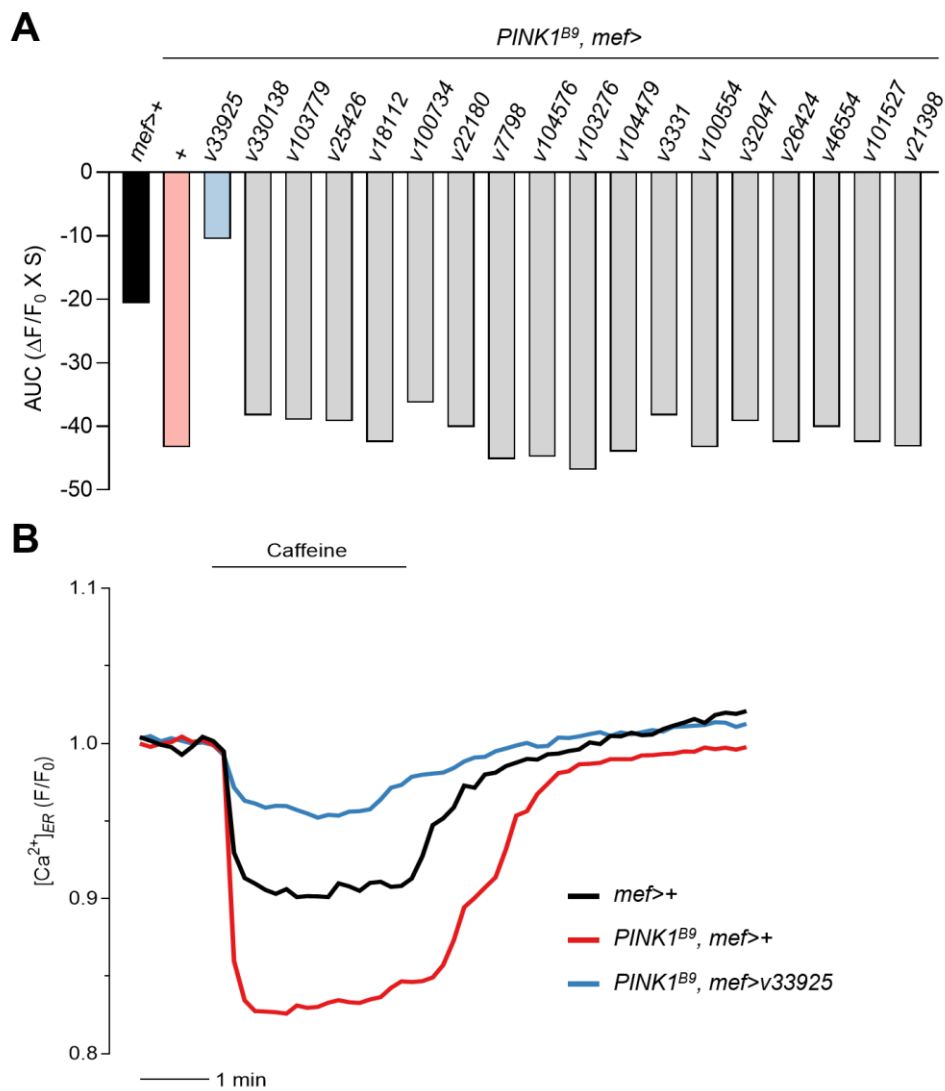 A
PINK1ᴮ⁹, mef>
mef>+
+
v33925
v330138
v103779
v25426
v18112
v100734
v22180
v7798
v104576
v103276
v104479
v3331
v100554
v32047
v26424
v46554
v101527
v21398
0
-10
-20
-30
-40
-50
AUC (ΔF/F₀ X S)
B
Caffeine
1.1
1.0
0.9
0.8
[Ca²⁺]ER (F/F₀)
mef>+
PINK1ᴮ⁹, mef>+
PINK1ᴮ⁹, mef>v33925
1 min